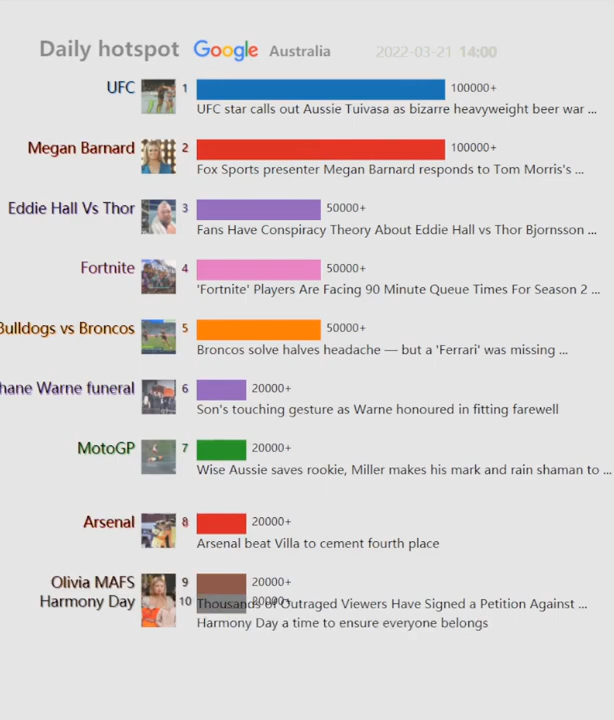 Daily hotspot Google Australia 2022-03-21 14:00
UFC 1 100000+
UFC star calls out Aussie Tuivasa as bizarre heavyweight beer war ...
Megan Barnard 2 100000+
Fox Sports presenter Megan Barnard responds to Tom Morris's ...
Eddie Hall Vs Thor 3 50000+
Fans Have Conspiracy Theory About Eddie Hall vs Thor Bjornsson ...
Fortnite 4 50000+
'Fortnite' Players Are Facing 90 Minute Queue Times For Season 2 ...
Bulldogs vs Broncos 5 50000+
Broncos solve halves headache — but a 'Ferrari' was missing ...
hane Warne funeral 6 20000+
Son's touching gesture as Warne honoured in fitting farewell
MotoGP 7 20000+
Wise Aussie saves rookie, Miller makes his mark and rain shaman to ...
Arsenal 8 20000+
Arsenal beat Villa to cement fourth place
Olivia MAFS 9 20000+
Harmony Day 10 20000+
Thousands of Outraged Viewers Have Signed a Petition Against ...
Harmony Day a time to ensure everyone belongs